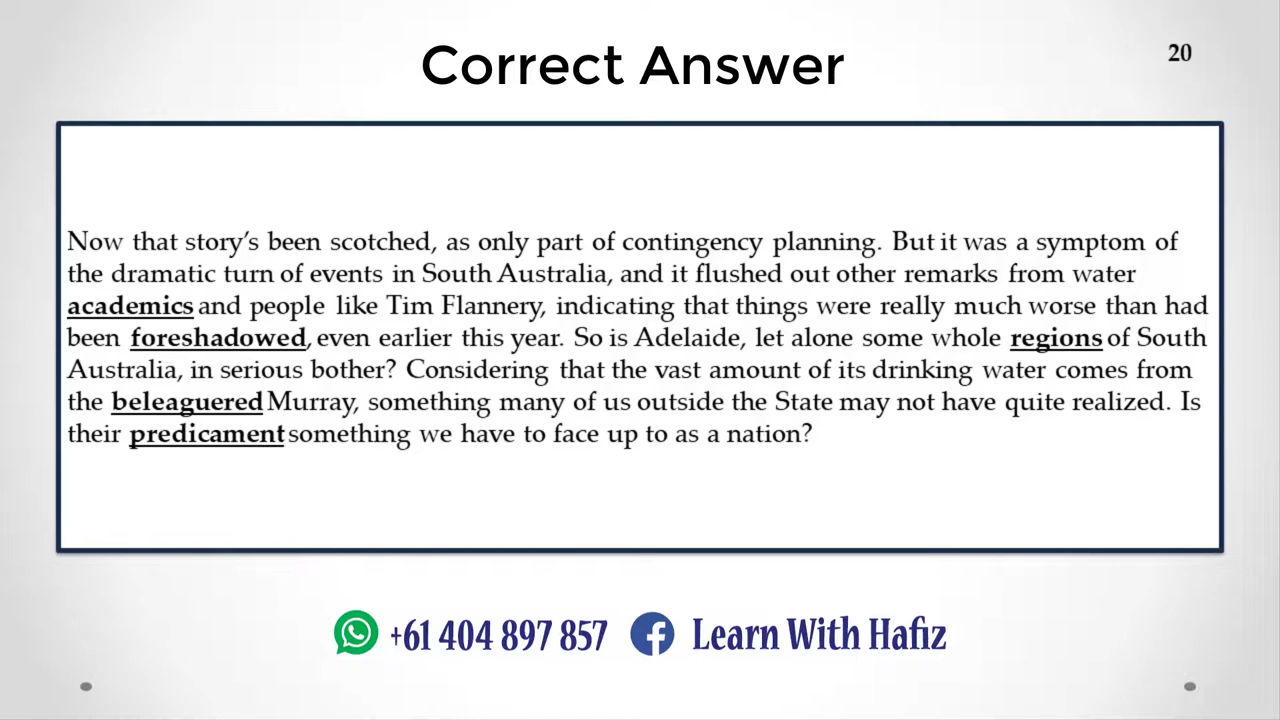 Correct Answer
20
Now that story’s been scotched, as only part of contingency planning. But it was a symptom of
the dramatic turn of events in South Australia, and it flushed out other remarks from water
academics and people like Tim Flannery, indicating that things were really much worse than had
been foreshadowed, even earlier this year. So is Adelaide, let alone some whole regions of South
Australia, in serious bother? Considering that the vast amount of its drinking water comes from
the beleaguered Murray, something many of us outside the State may not have quite realized. Is
their predicament something we have to face up to as a nation?
+61 404 897 857 Learn With Hafiz